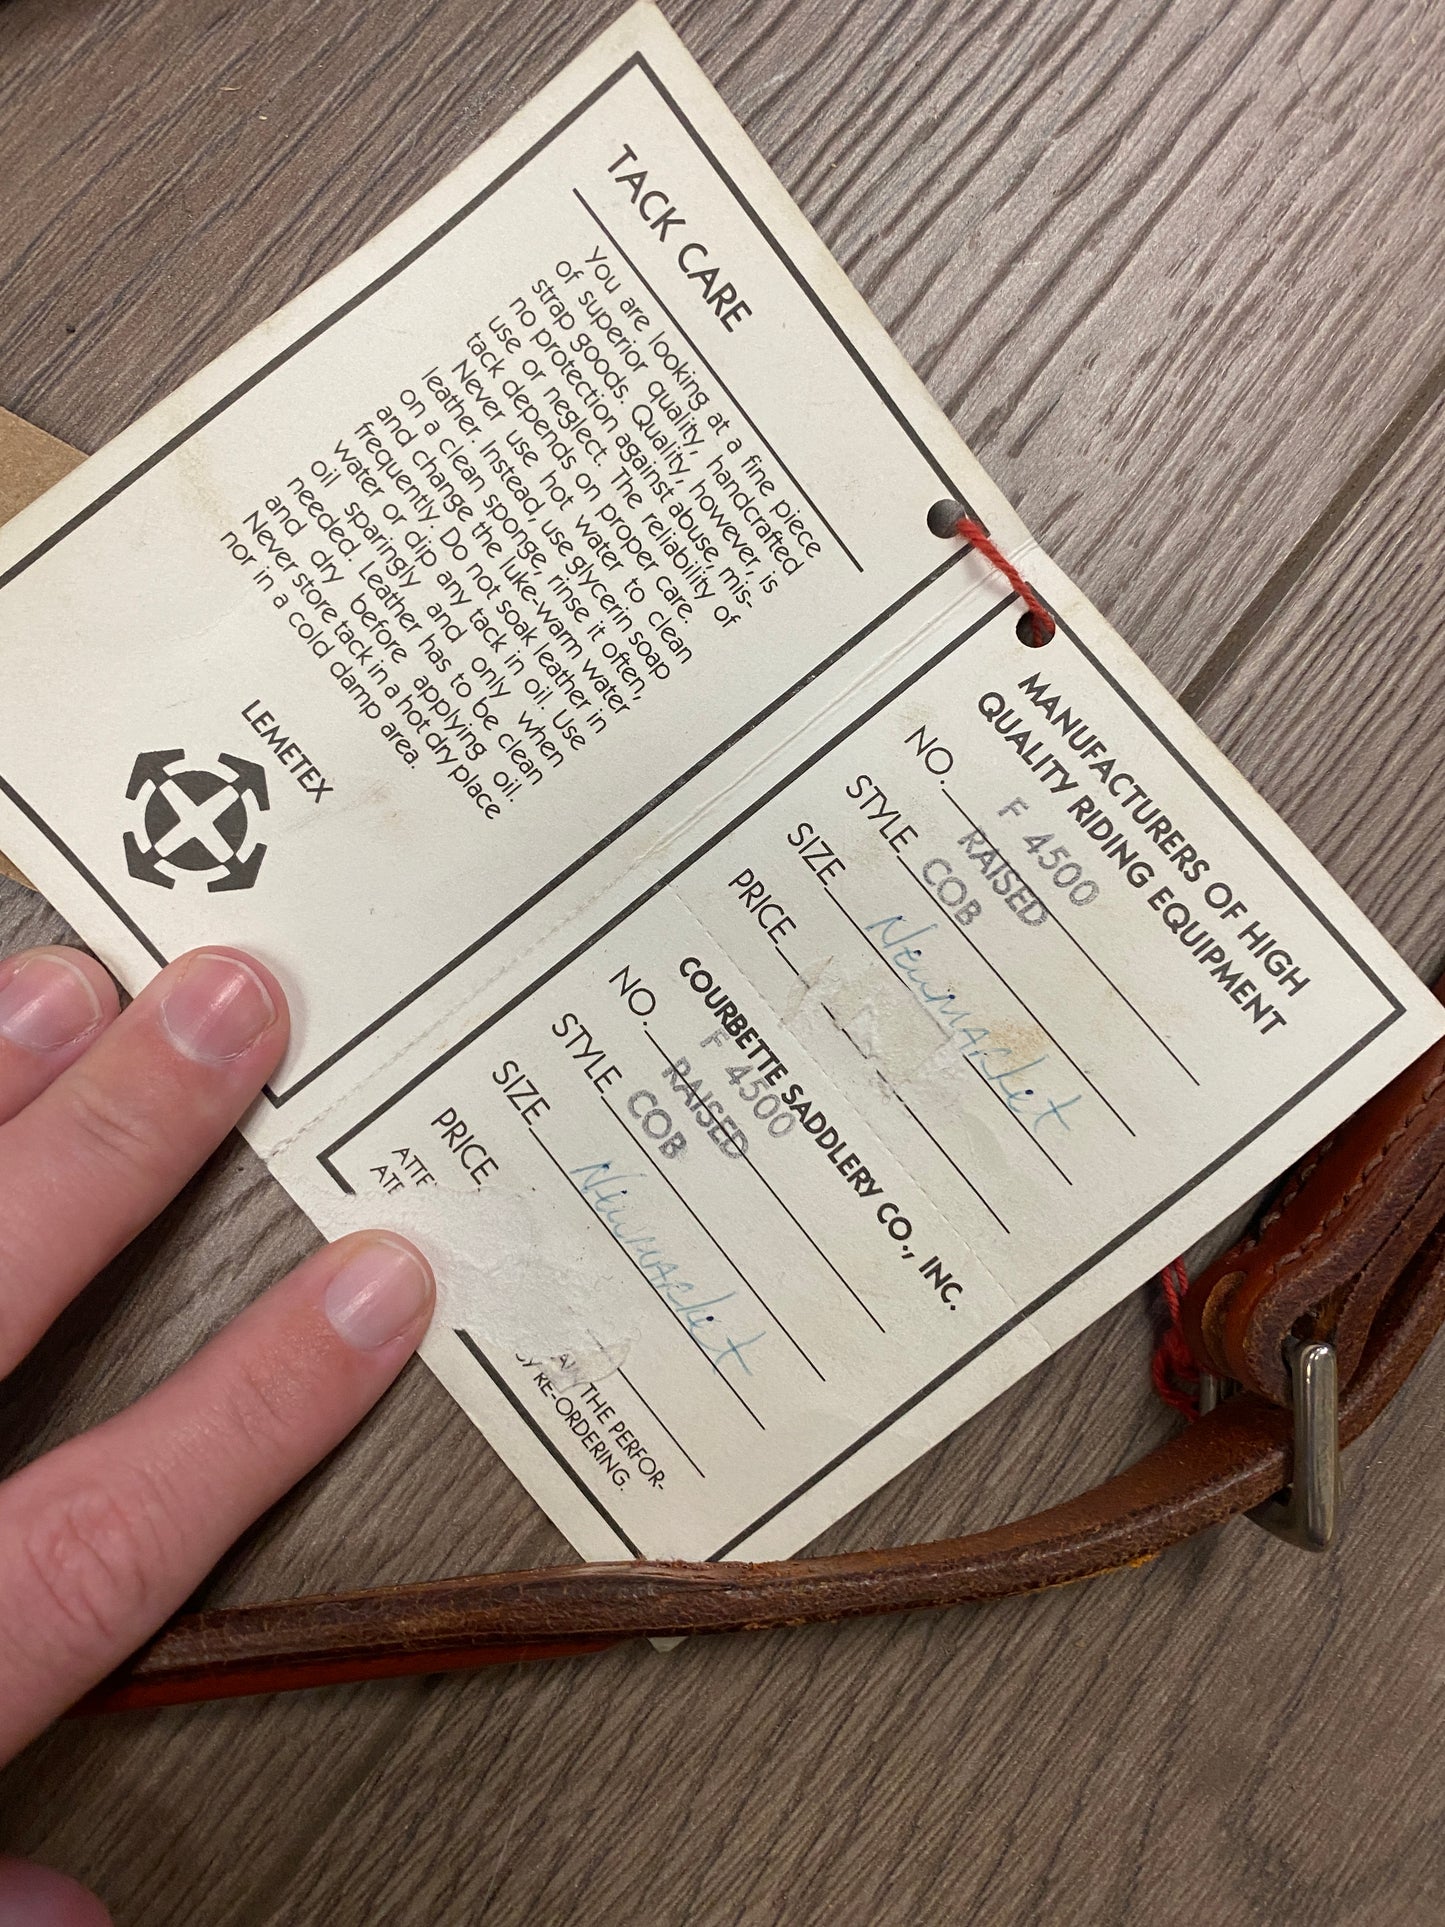 TACK CARE
You are looking at a fine piece
of superior quality, handcrafted
strap goods. Quality, however, is
no protection against abuse, mis-
use or neglect. The reliability of
tack depends on proper care.
Never use hot water to clean
leather. Instead, use glycerin soap
on a clean sponge, rinse it often,
and change the luke-warm water
frequently. Do not soak leather in
water or dip any tack in oil. Use
oil sparingly and only when
needed. Leather has to be clean
and dry before applying oil.
Never store tack in a hot dry place
nor in a cold damp area.
LEMETEX
MANUFACTURERS OF HIGH
QUALITY RIDING EQUIPMENT
NO. F 4500
STYLE RAISED
SIZE COB
PRICE Newmarket
COURBETTE SADDLERY CO., INC.
NO. F 4500
STYLE RAISED
SIZE COB
PRICE Newmarket
THE PERFOR-
RE-ORDERING.